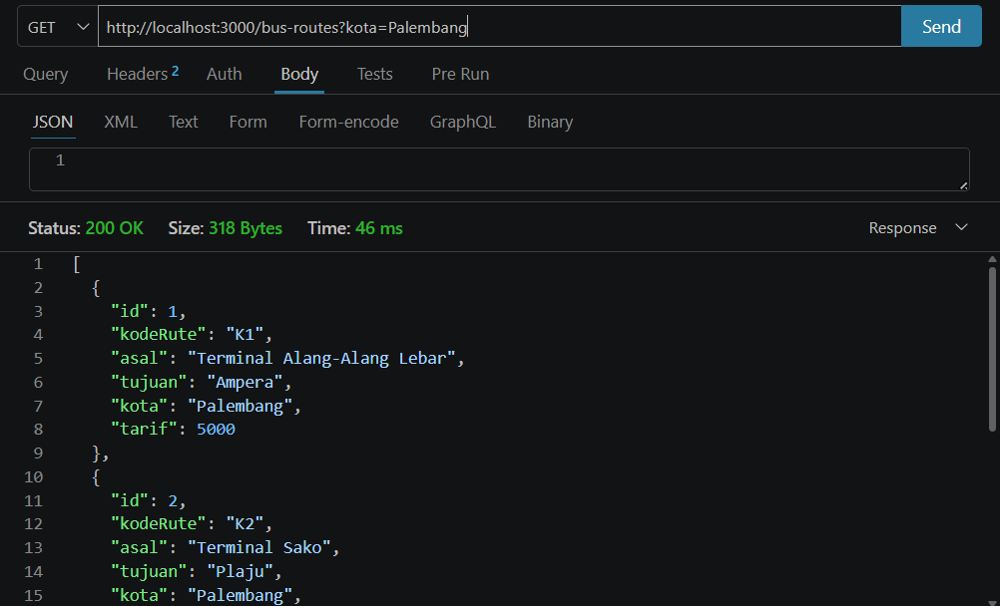 GET http://localhost:3000/bus-routes?kota=Palembang Send
Query Headers 2 Auth Body Tests Pre Run
JSON XML Text Form Form-encode GraphQL Binary
1
Status: 200 OK Size: 318 Bytes Time: 46 ms Response
1 [
2 {
3 "id": 1,
4 "kodeRute": "K1",
5 "asal": "Terminal Alang-Alang Lebar",
6 "tujuan": "Ampera",
7 "kota": "Palembang",
8 "tarif": 5000
9 },
10 {
11 "id": 2,
12 "kodeRute": "K2",
13 "asal": "Terminal Sako",
14 "tujuan": "Plaju",
15 "kota": "Palembang",